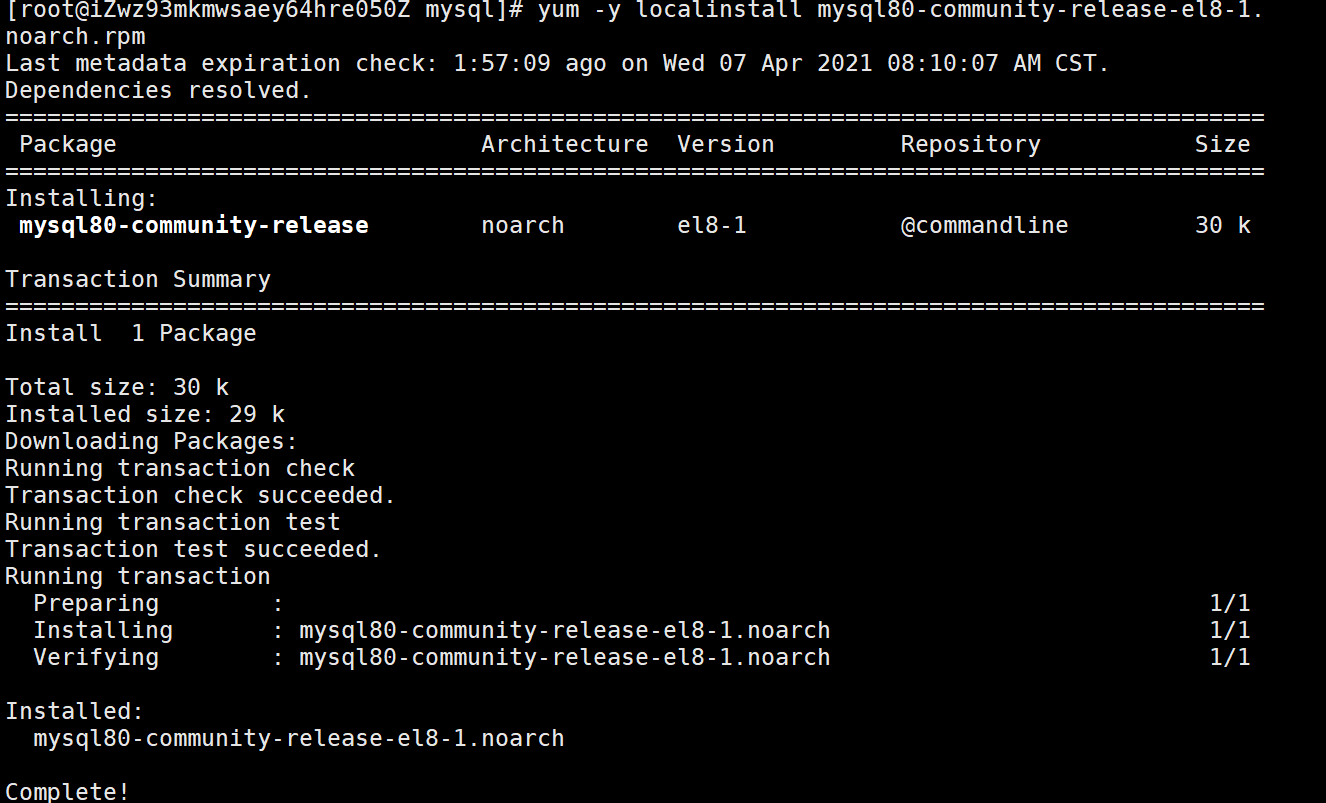 [root@iZwz93mkmwsaey64hre050Z mysql]# yum -y localinstall mysql80-community-release-el8-1.
noarch.rpm
Last metadata expiration check: 1:57:09 ago on Wed 07 Apr 2021 08:10:07 AM CST.
Dependencies resolved.
==========================================================================================
 Package                          Architecture  Version         Repository           Size
==========================================================================================
Installing:
 mysql80-community-release        noarch        el8-1           @commandline         30 k

Transaction Summary
==========================================================================================
Install  1 Package

Total size: 30 k
Installed size: 29 k
Downloading Packages:
Running transaction check
Transaction check succeeded.
Running transaction test
Transaction test succeeded.
Running transaction
  Preparing        :                                                                  1/1
  Installing       : mysql80-community-release-el8-1.noarch                           1/1
  Verifying        : mysql80-community-release-el8-1.noarch                           1/1

Installed:
  mysql80-community-release-el8-1.noarch

Complete!